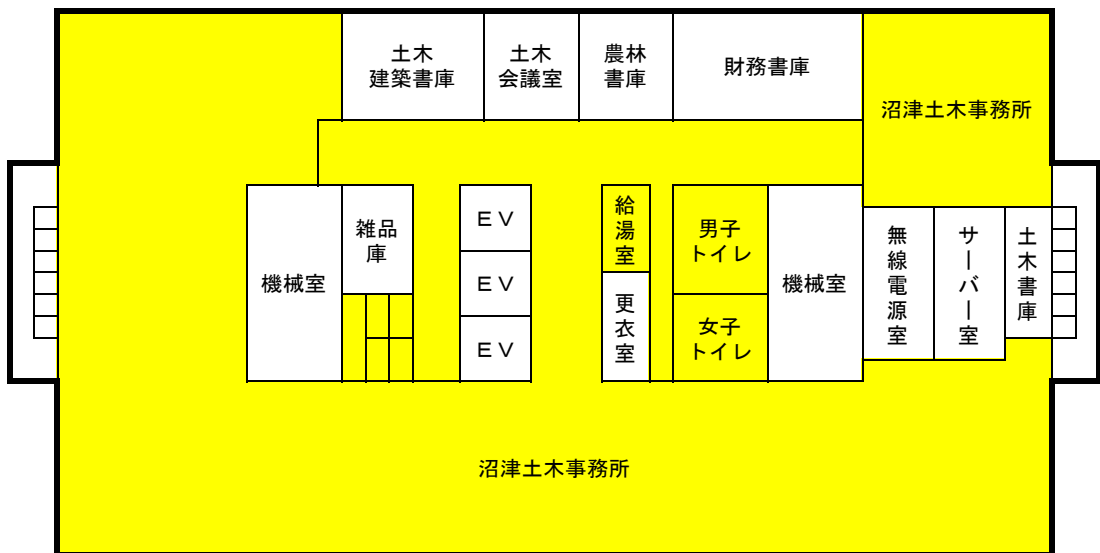 土木
建築書庫
土木
会議室
農林
書庫
財務書庫
沼津土木事務所
機械室
雑品
庫
ＥＶ
ＥＶ
ＥＶ
給湯室
更衣室
男子
トイレ
女子
トイレ
機械室
無線電源室
サーバー室
土木書庫
沼津土木事務所